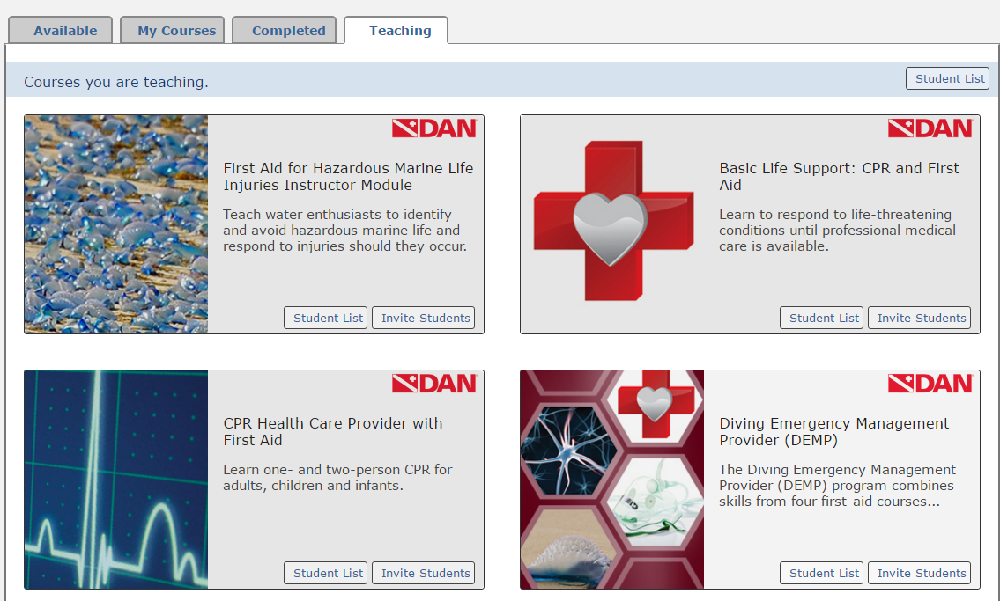 Available
My Courses
Completed
Teaching
Courses you are teaching.
Student List
DAN
First Aid for Hazardous Marine Life
Injuries Instructor Module
Teach water enthusiasts to identify
and avoid hazardous marine life and
respond to injuries should they occur.
Student List
Invite Students
DAN
Basic Life Support: CPR and First
Aid
Learn to respond to life-threatening
conditions until professional medical
care is available.
Student List
Invite Students
DAN
CPR Health Care Provider with
First Aid
Learn one- and two-person CPR for
adults, children and infants.
Student List
Invite Students
DAN
Diving Emergency Management
Provider (DEMP)
The Diving Emergency Management
Provider (DEMP) program combines
skills from four first-aid courses...
Student List
Invite Students